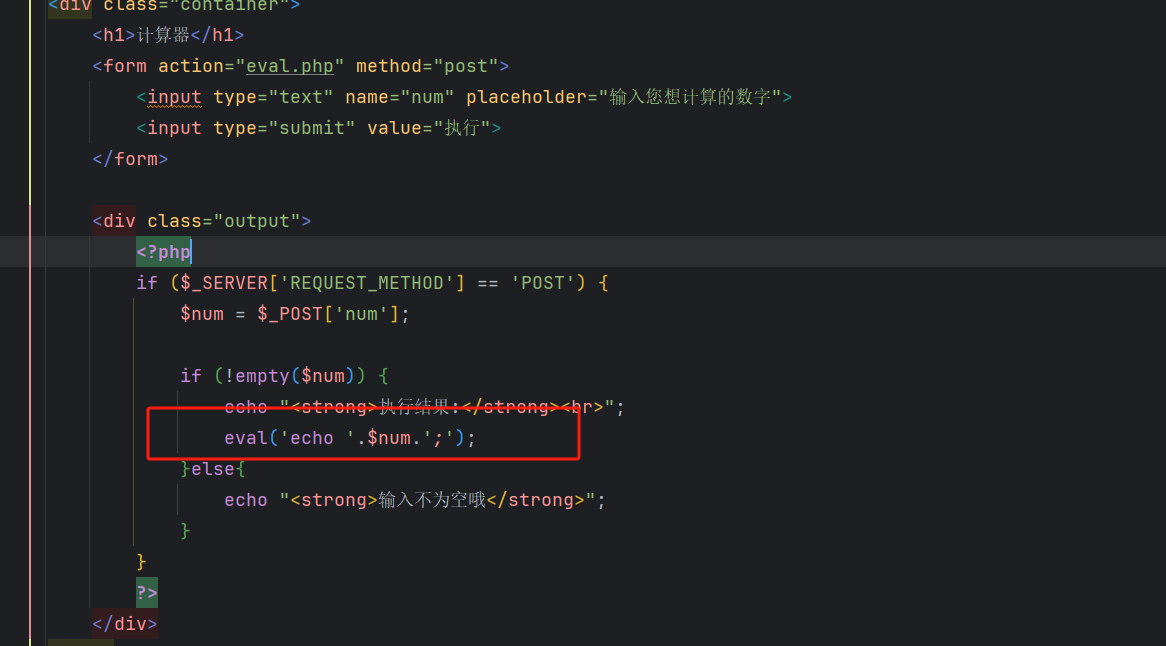 <div class="container">
<h1>计算器</h1>
<form action="eval.php" method="post">
<input type="text" name="num" placeholder="输入您想计算的数字">
<input type="submit" value="执行">
</form>
<div class="output">
<?php
if ($_SERVER['REQUEST_METHOD'] == 'POST') {
$num = $_POST['num'];
if (!empty($num)) {
echo "<strong>执行结果:</strong><br>";
eval('echo '.$num.';');
}else{
echo "<strong>输入不为空哦</strong>";
}
}
?>
</div>